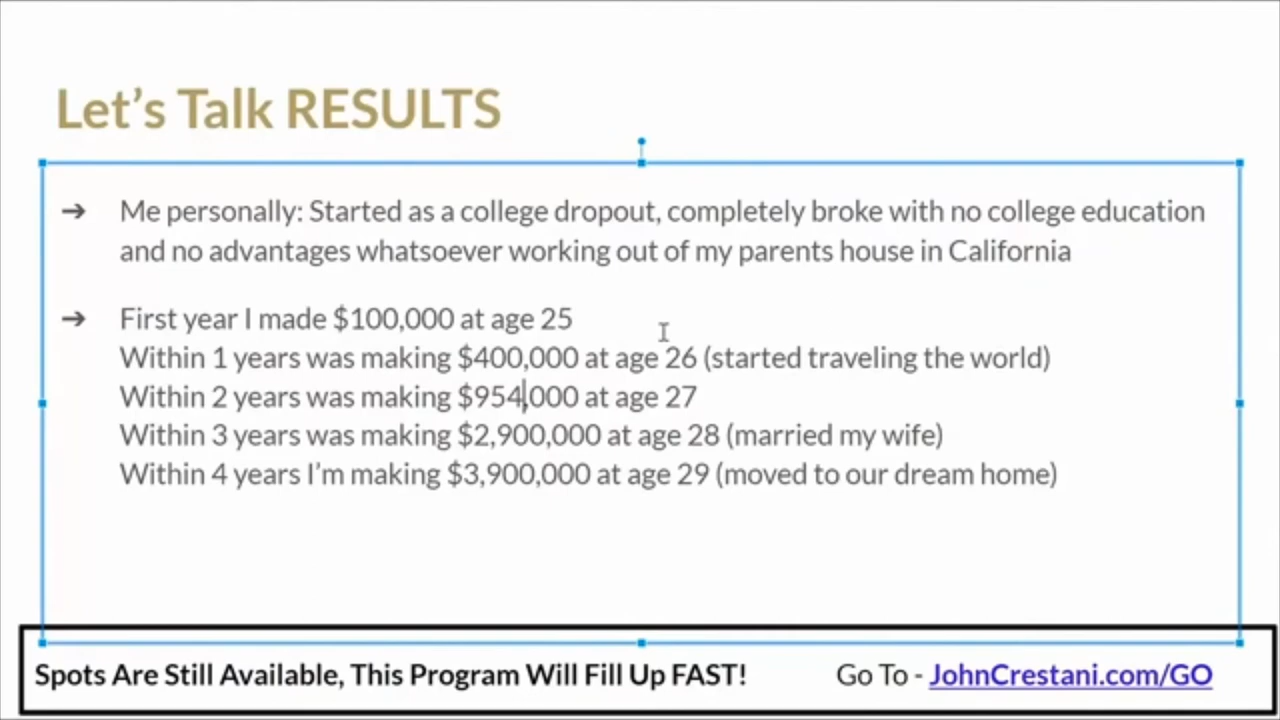 Let’s Talk RESULTS
➔ Me personally: Started as a college dropout, completely broke with no college education
and no advantages whatsoever working out of my parents house in California
➔ First year I made $100,000 at age 25
Within 1 years was making $400,000 at age 26 (started traveling the world)
Within 2 years was making $954,000 at age 27
Within 3 years was making $2,900,000 at age 28 (married my wife)
Within 4 years I’m making $3,900,000 at age 29 (moved to our dream home)
Spots Are Still Available, This Program Will Fill Up FAST! Go To - JohnCrestani.com/GO